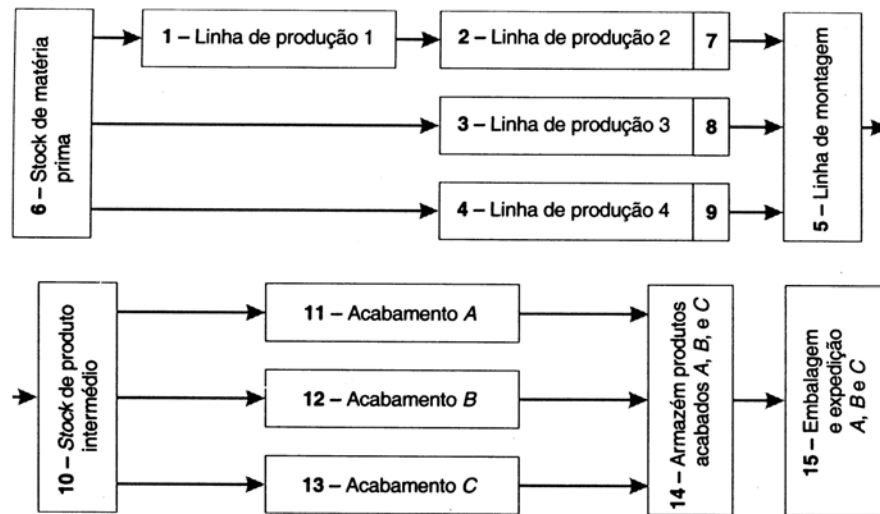 1 – Linha de produção 1
2 – Linha de produção 2
7
3 – Linha de produção 3
8
4 – Linha de produção 4
9
6 – Stock de matéria
prima
5 – Linha de montagem
10 – Stock de produto
intermédio
11 – Acabamento A
12 – Acabamento B
13 – Acabamento C
14 – Armazém produtos
acabados A, B, e C
15 – Embalagem
e expedição
A, B e C